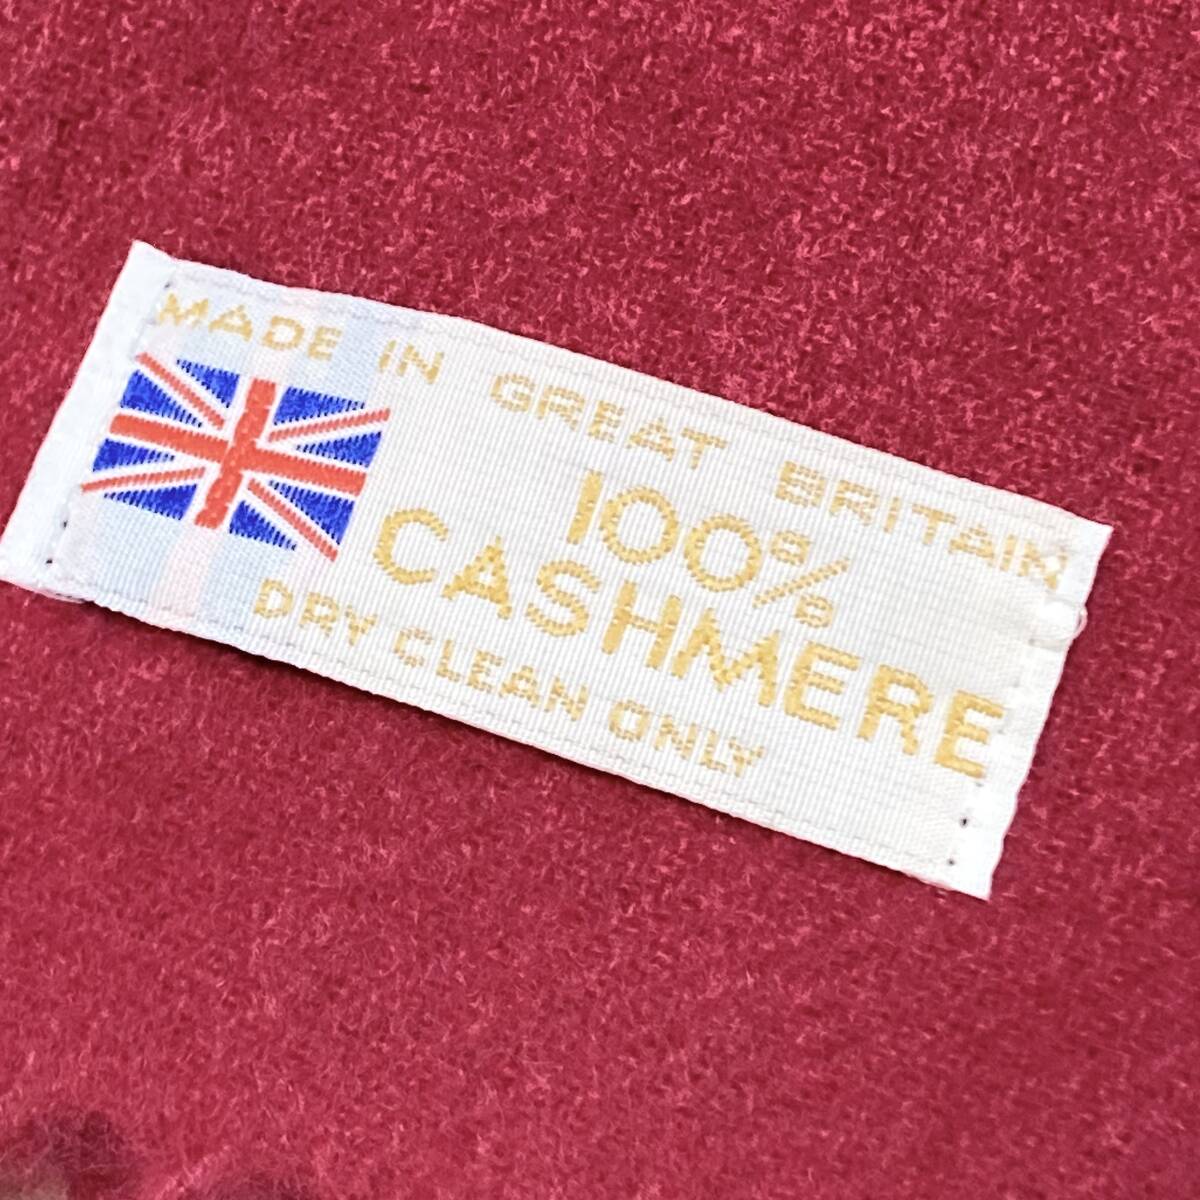 MADE IN GREAT BRITAIN
100%
CASHMERE
DRY CLEAN ONLY